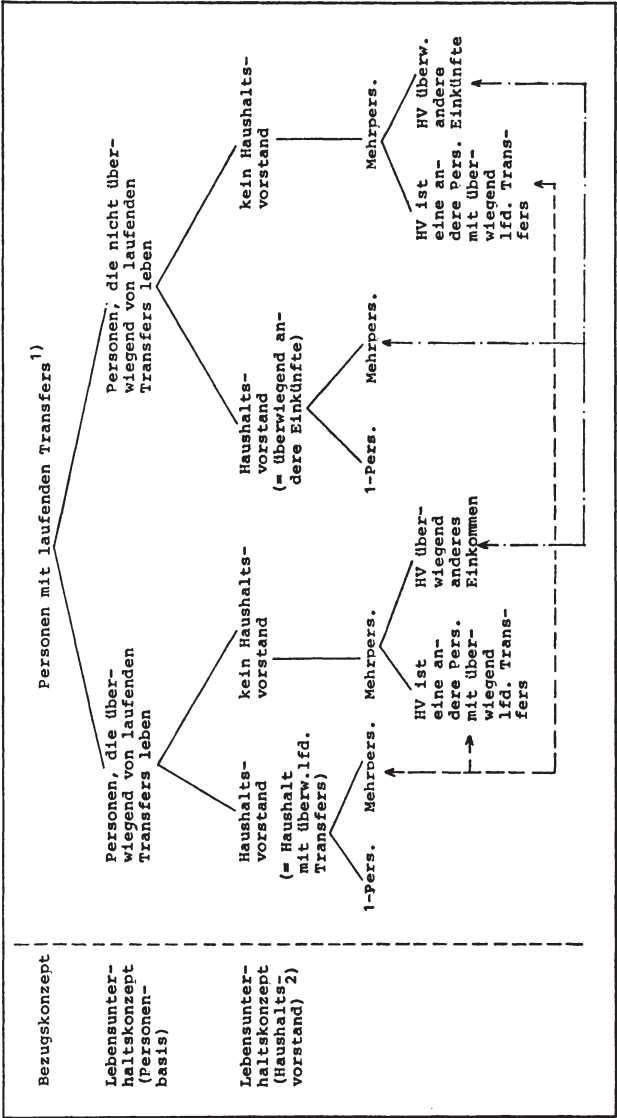 Bezugskonzept
Personen mit laufenden Transfers1)
Lebensunter-
haltskonzept
(Personen-
basis)
Personen, die über-
wiegend von laufenden
Transfers leben
Personen, die nicht über-
wiegend von laufenden
Transfers leben
Lebensunter-
haltskonzept
(Haushalts-
vorstand)2)
Haushalts-
vorstand
(= Haushalt
mit überw.lfd.
Transfers)
kein Haushalts-
vorstand
Haushalts-
vorstand
(= überwiegend an-
dere Einkünfte)
kein Haushalts-
vorstand
1-Pers.
Mehrpers.
Mehrpers.
1-Pers.
Mehrpers.
Mehrpers.
HV ist
eine an-
dere Pers.
mit über-
wiegend
lfd. Trans-
fers
HV über-
wiegend
anderes
Einkommen
HV ist
eine an-
dere Pers.
mit über-
wiegend
lfd. Trans-
fers
HV überw.
andere
Einkünfte